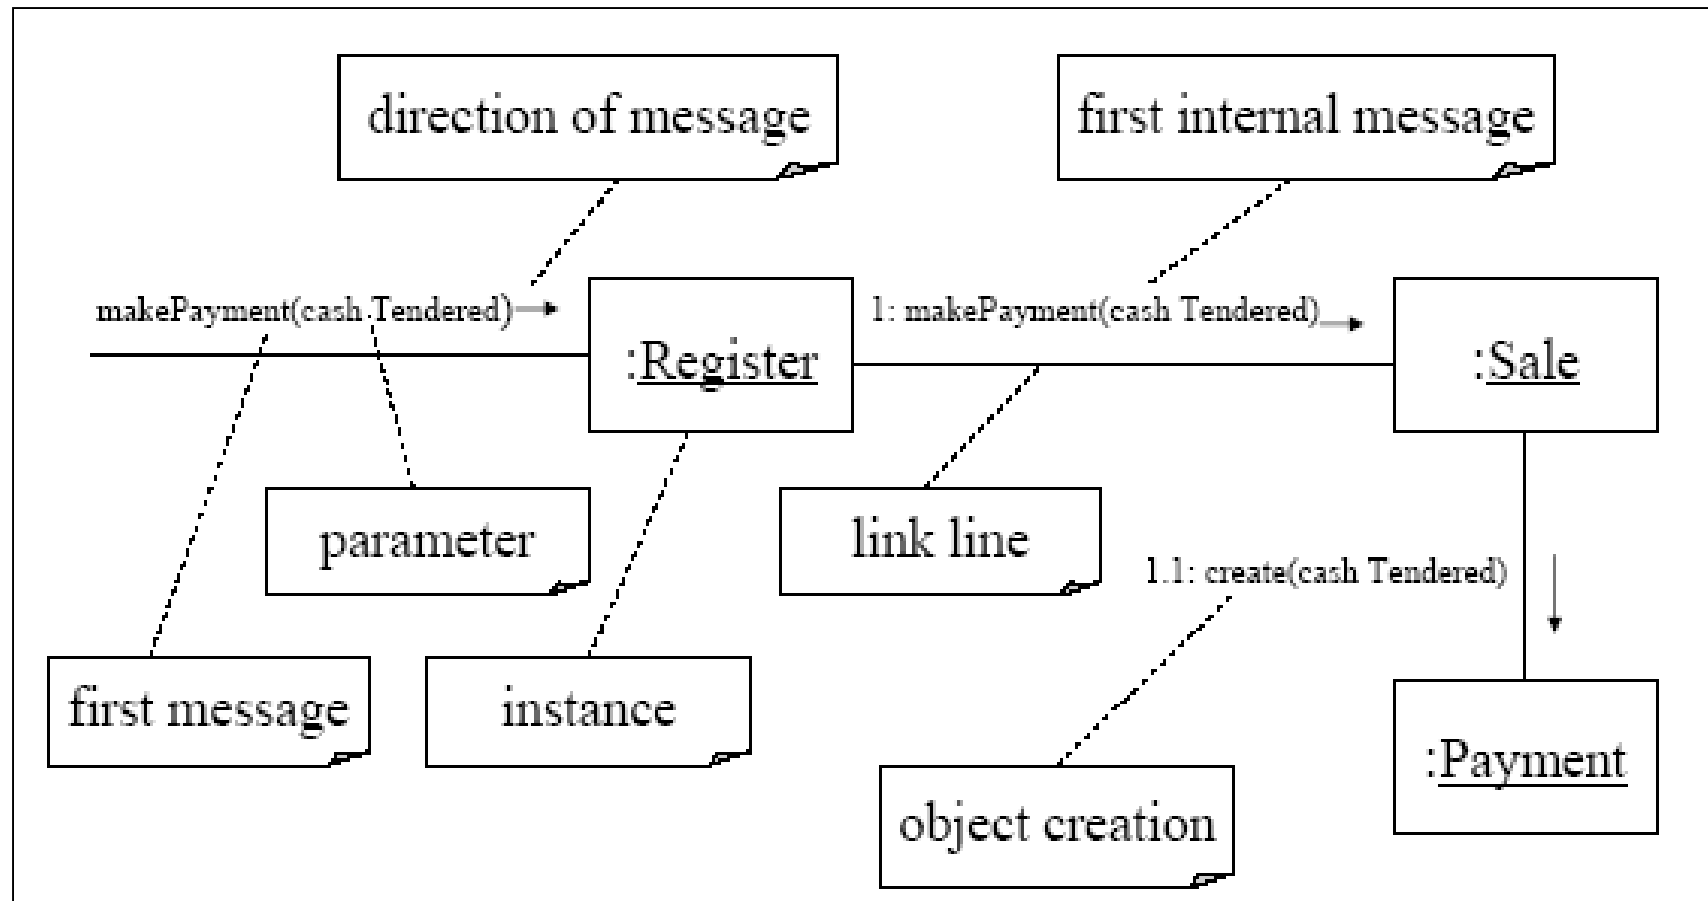 direction of message
first internal message
makePayment(cash Tendered)
1: makePayment(cash Tendered)
:Register
:Sale
parameter
link line
1.1: create(cash Tendered)
first message
instance
:Payment
object creation